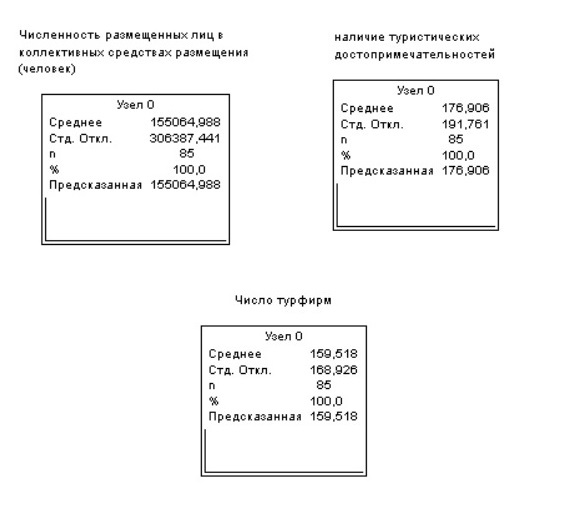 Численность размещенных лиц в
коллективных средствах размещения
(человек)
Узел 0
Среднее 155064,988
Стд. Откл. 306387,441
n 85
% 100,0
Предсказанная 155064,988
наличие туристических
достопримечательностей
Узел 0
Среднее 176,906
Стд. Откл. 191,761
n 85
% 100,0
Предсказанная 176,906
Число турфирм
Узел 0
Среднее 159,518
Стд. Откл. 168,926
n 85
% 100,0
Предсказанная 159,518